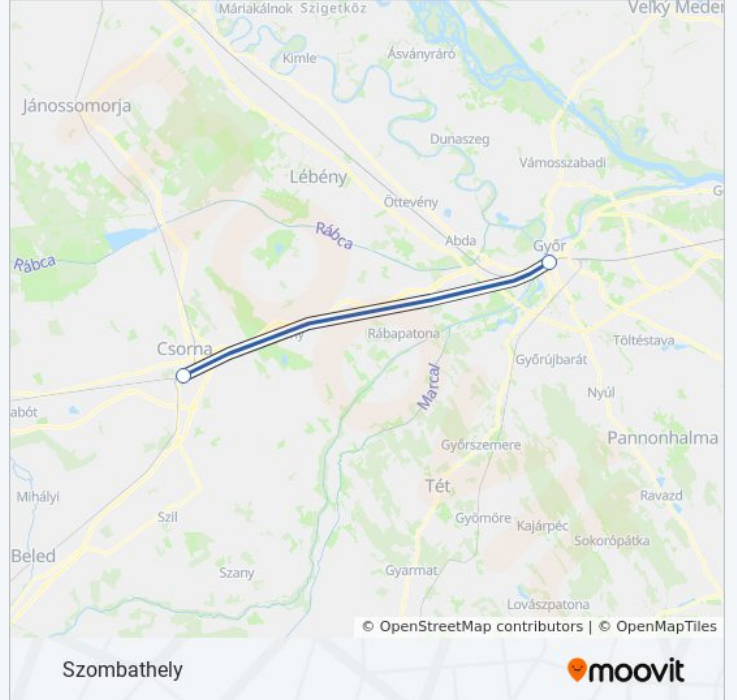 Máriakálnok Szigetköz
Veľký Meder
Kimle
Ásványráró
Jánossomorja
Dunaszeg
Vámosszabadi
Lébény
Öttevény
G
Rábca
Abda
Győr
Rábca
Csorna
ny
Rábapatona
Töltéstava
Győrújbarát
Marcal
Nyúl
abót
Győrszemere
Pannonhalma
Tét
Mihályi
Ravazd
Szil
Gyömöre
Kajárpéc
Sokorópátka
Beled
Szany
Gyarmat
Lovászpatona
© OpenStreetMap contributors | © OpenMapTiles
Szombathely
moovit